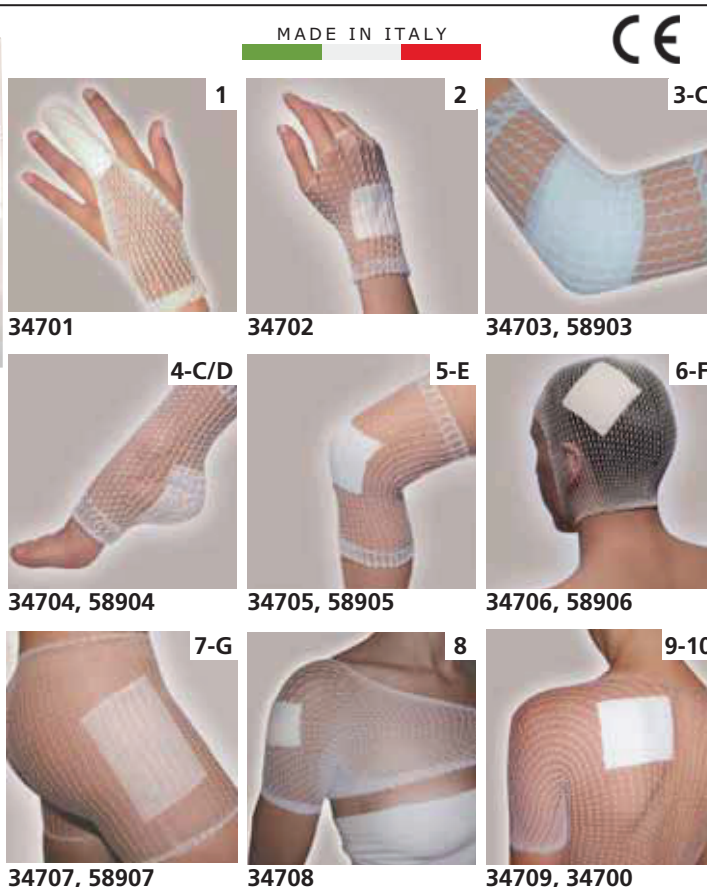 MADE IN ITALY
CE
1
2
3-C
34701
34702
34703, 58903
4-C/D
5-E
6-F
34704, 58904
34705, 58905
34706, 58906
7-G
8
9-10
34707, 58907
34708
34709, 34700